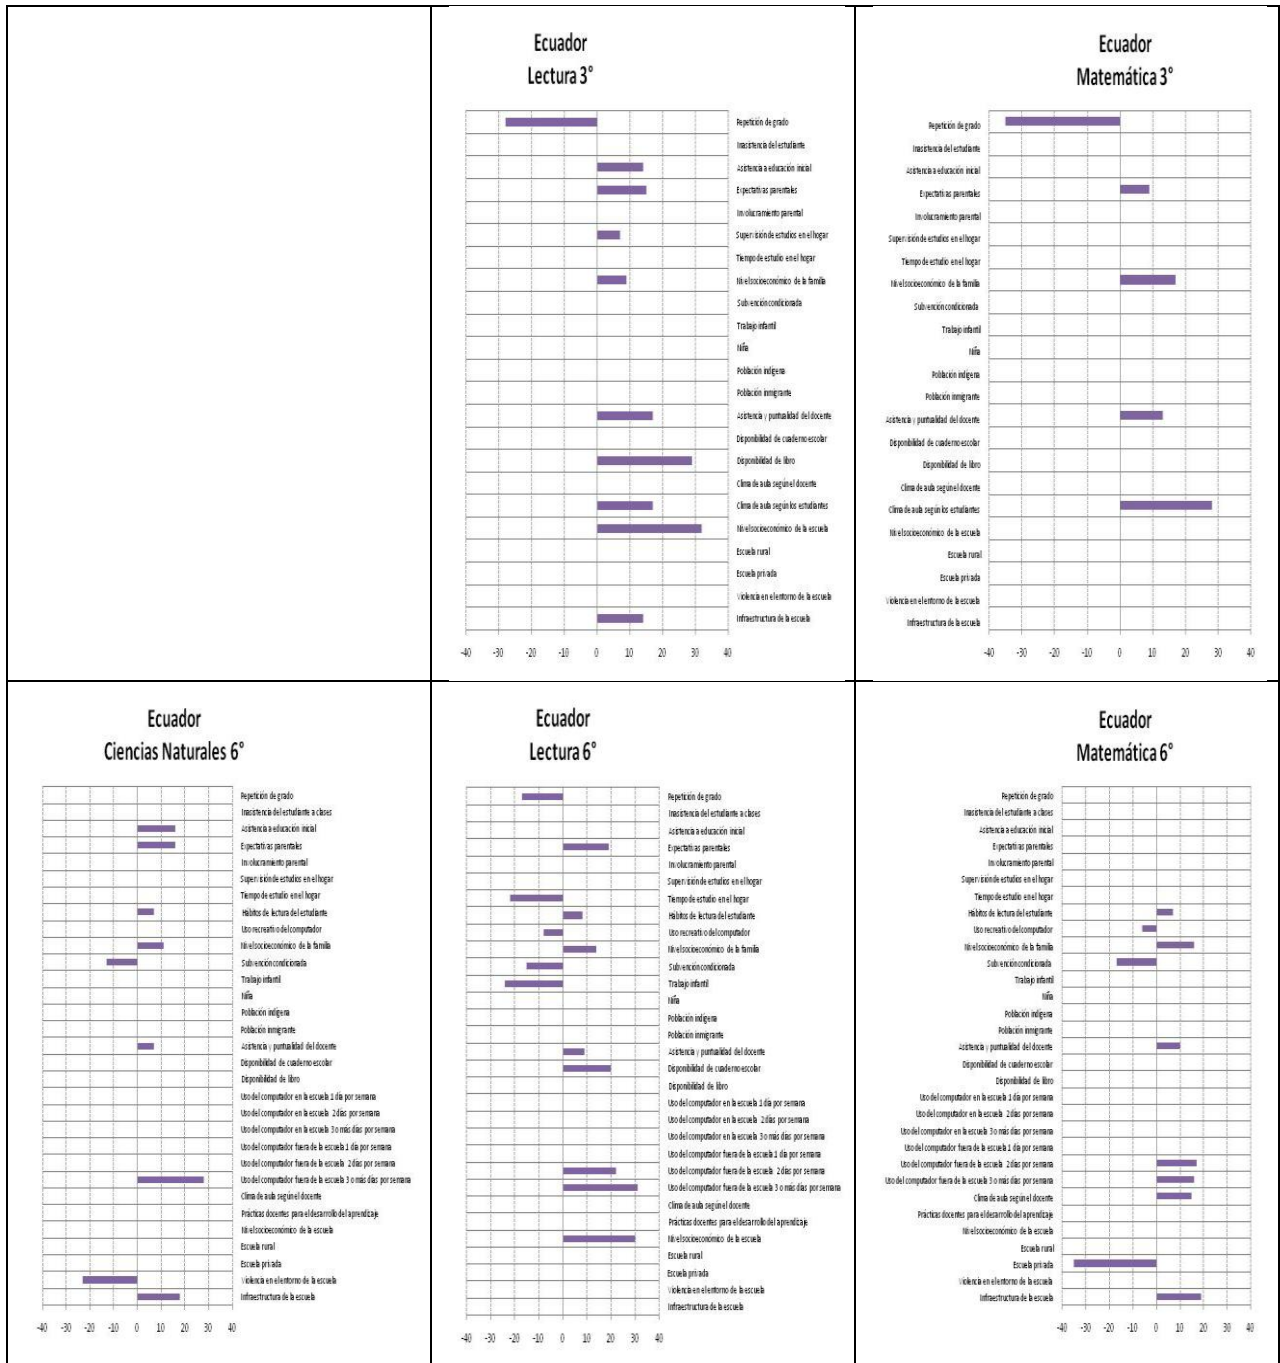 Ecuador
Lectura 3°
Repetición de grado
Inasistencia del estudiante
Asistencia a educación inicial
Expectativas parentales
Involucramiento parental
Supervisión de estudios en el hogar
Tiempo de estudio en el hogar
Nivel socioeconómico de la familia
Subvención condicionada
Trabajo infantil
Niña
Población indígena
Población inmigrante
Asistencia y puntualidad del docente
Disponibilidad de cuaderno escolar
Disponibilidad de libro
Clima de aula según el docente
Clima de aula según los estudiantes
Nivel socioeconómico de la escuela
Escuela rural
Escuela privada
Violencia en el entorno de la escuela
Infraestructura de la escuela
-40 -30 -20 -10 0 10 20 30 40
Ecuador
Matemática 3°
Repetición de grado
Inasistencia del estudiante
Asistencia a educación inicial
Expectativas parentales
Involucramiento parental
Supervisión de estudios en el hogar
Tiempo de estudio en el hogar
Nivel socioeconómico de la familia
Subvención condicionada
Trabajo infantil
Niña
Población indígena
Población inmigrante
Asistencia y puntualidad del docente
Disponibilidad de cuaderno escolar
Disponibilidad de libro
Clima de aula según el docente
Clima de aula según los estudiantes
Nivel socioeconómico de la escuela
Escuela rural
Escuela privada
Violencia en el entorno de la escuela
Infraestructura de la escuela
-40 -30 -20 -10 0 10 20 30 40
Ecuador
Ciencias Naturales 6°
Repetición de grado
Inasistencia del estudiante a clases
Asistencia a educación inicial
Expectativas parentales
Involucramiento parental
Supervisión de estudios en el hogar
Tiempo de estudio en el hogar
Hábitos de lectura del estudiante
Uso recreativo del computador
Nivel socioeconómico de la familia
Subvención condicionada
Trabajo infantil
Niña
Población indígena
Población inmigrante
Asistencia y puntualidad del docente
Disponibilidad de cuaderno escolar
Disponibilidad de libro
Uso del computador en la escuela 1 día por semana
Uso del computador en la escuela 2 días por semana
Uso del computador en la escuela 3 o más días por semana
Uso del computador fuera de la escuela 1 día por semana
Uso del computador fuera de la escuela 2 días por semana
Uso del computador fuera de la escuela 3 o más días por semana
Clima de aula según el docente
Prácticas docentes para el desarrollo del aprendizaje
Nivel socioeconómico de la escuela
Escuela rural
Escuela privada
Violencia en el entorno de la escuela
Infraestructura de la escuela
-40 -30 -20 -10 0 10 20 30 40
Ecuador
Lectura 6°
Repetición de grado
Inasistencia del estudiante a clases
Asistencia a educación inicial
Expectativas parentales
Involucramiento parental
Supervisión de estudios en el hogar
Tiempo de estudio en el hogar
Hábitos de lectura del estudiante
Uso recreativo del computador
Nivel socioeconómico de la familia
Subvención condicionada
Trabajo infantil
Niña
Población indígena
Población inmigrante
Asistencia y puntualidad del docente
Disponibilidad de cuaderno escolar
Disponibilidad de libro
Uso del computador en la escuela 1 día por semana
Uso del computador en la escuela 2 días por semana
Uso del computador en la escuela 3 o más días por semana
Uso del computador fuera de la escuela 1 día por semana
Uso del computador fuera de la escuela 2 días por semana
Uso del computador fuera de la escuela 3 o más días por semana
Clima de aula según el docente
Prácticas docentes para el desarrollo del aprendizaje
Nivel socioeconómico de la escuela
Escuela rural
Escuela privada
Violencia en el entorno de la escuela
Infraestructura de la escuela
-40 -30 -20 -10 0 10 20 30 40
Ecuador
Matemática 6°
Repetición de grado
Inasistencia del estudiante a clases
Asistencia a educación inicial
Expectativas parentales
Involucramiento parental
Supervisión de estudios en el hogar
Tiempo de estudio en el hogar
Hábitos de lectura del estudiante
Uso recreativo del computador
Nivel socioeconómico de la familia
Subvención condicionada
Trabajo infantil
Niña
Población indígena
Población inmigrante
Asistencia y puntualidad del docente
Disponibilidad de cuaderno escolar
Disponibilidad de libro
Uso del computador en la escuela 1 día por semana
Uso del computador en la escuela 2 días por semana
Uso del computador en la escuela 3 o más días por semana
Uso del computador fuera de la escuela 1 día por semana
Uso del computador fuera de la escuela 2 días por semana
Uso del computador fuera de la escuela 3 o más días por semana
Clima de aula según el docente
Prácticas docentes para el desarrollo del aprendizaje
Nivel socioeconómico de la escuela
Escuela rural
Escuela privada
Violencia en el entorno de la escuela
Infraestructura de la escuela
-40 -30 -20 -10 0 10 20 30 40